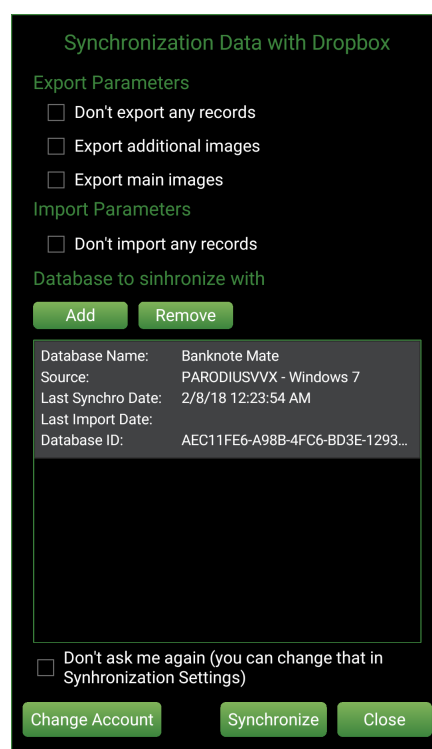 Synchronization Data with Dropbox
Export Parameters
Don't export any records
Export additional images
Export main images
Import Parameters
Don't import any records
Database to sinhronize with
Add Remove
Database Name: Banknote Mate
Source: PARODIUSVVX - Windows 7
Last Synchro Date: 2/8/18 12:23:54 AM
Last Import Date:
Database ID: AEC11FE6-A98B-4FC6-BD3E-1293...
Don't ask me again (you can change that in
Synhronization Settings)
Change Account Synchronize Close